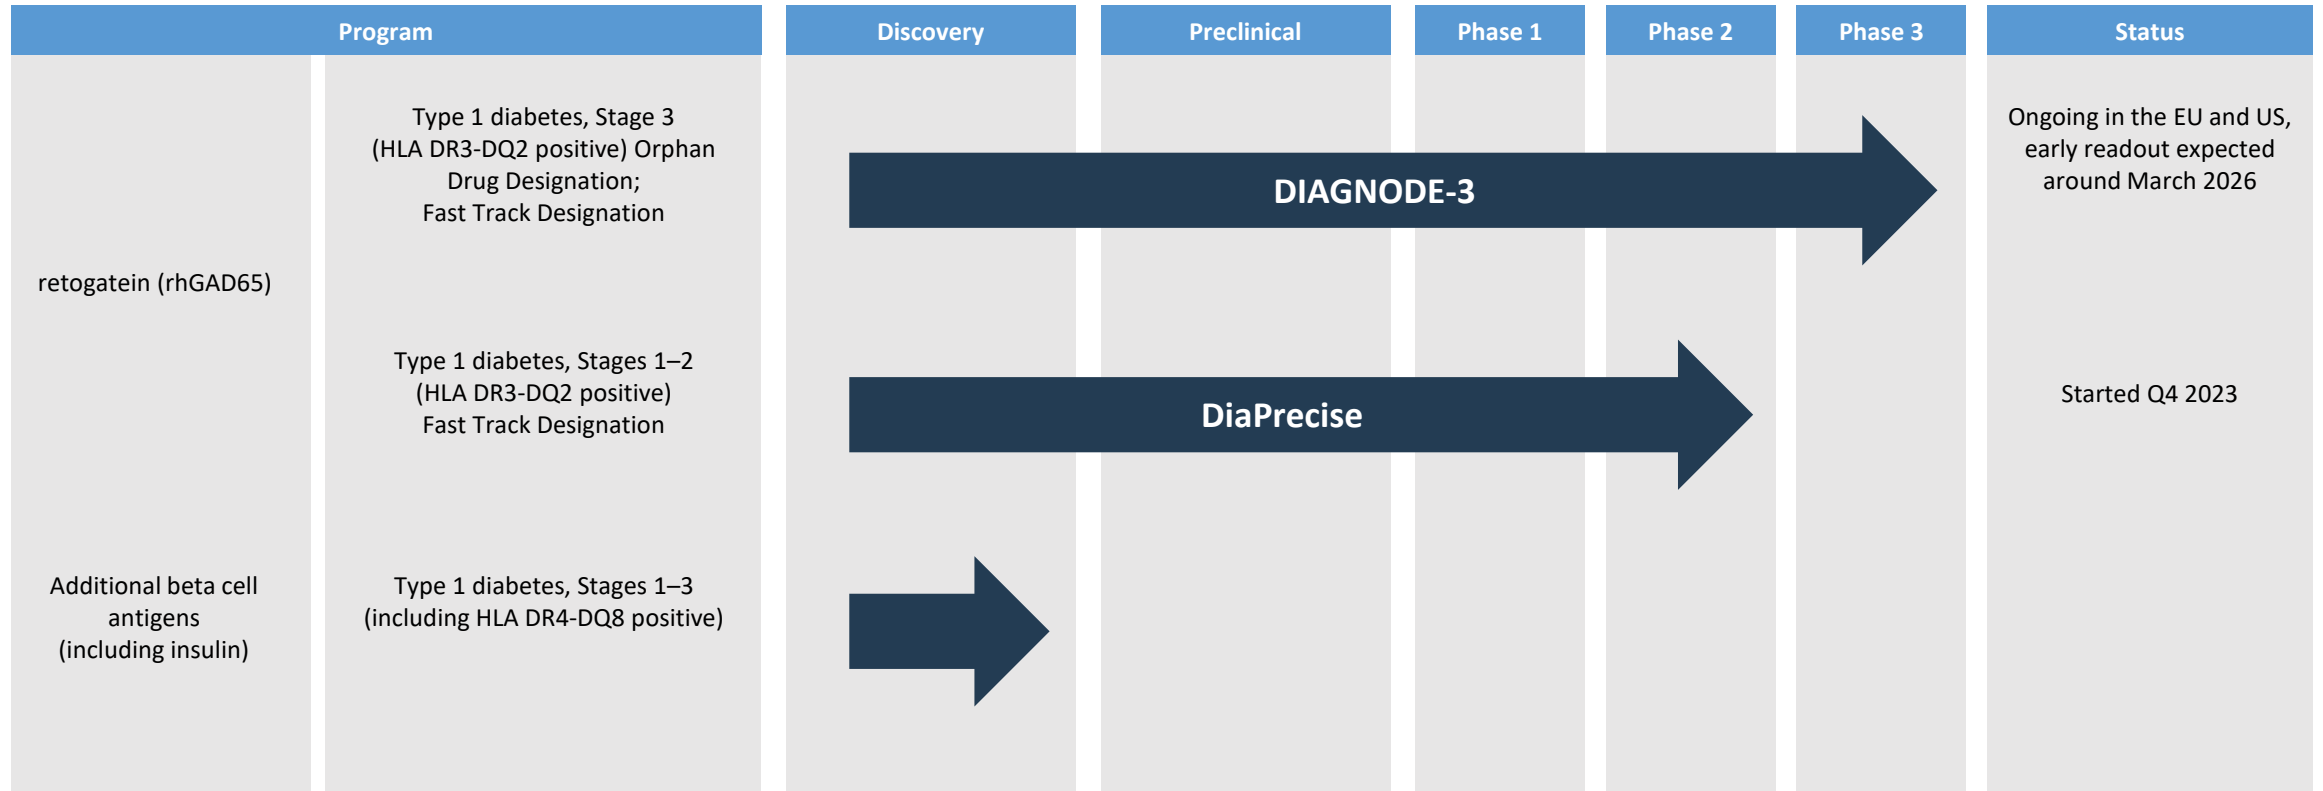 Program
Discovery
Preclinical
Phase 1
Phase 2
Phase 3
Status
retogatein (rhGAD65)
Type 1 diabetes, Stage 3
(HLA DR3-DQ2 positive) Orphan
Drug Designation;
Fast Track Designation
DIAGNODE-3
Ongoing in the EU and US,
early readout expected
around March 2026
Type 1 diabetes, Stages 1–2
(HLA DR3-DQ2 positive)
Fast Track Designation
DiaPrecise
Started Q4 2023
Additional beta cell
antigens
(including insulin)
Type 1 diabetes, Stages 1–3
(including HLA DR4-DQ8 positive)